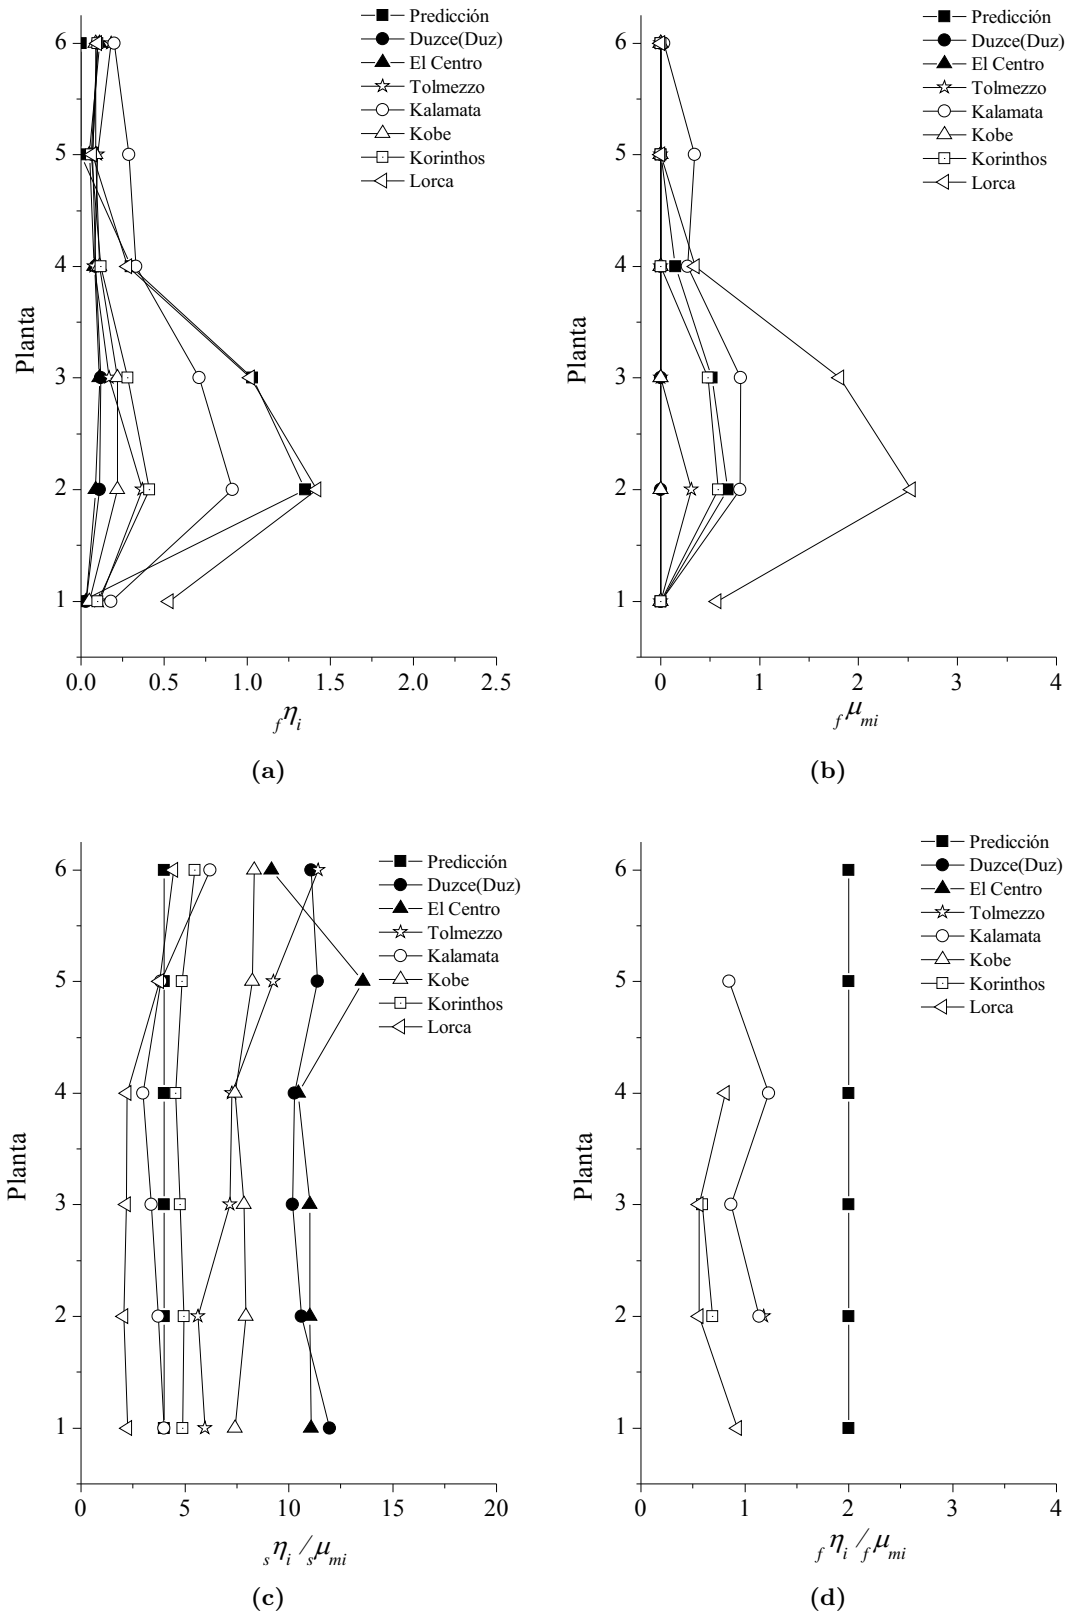 Predicción
Duzce(Duz)
El Centro
Tolmezzo
Kalamata
Kobe
Korinthos
Lorca
6
5
4
3
2
1
Planta
0.0 0.5 1.0 1.5 2.0 2.5
fηi
(a)
Predicción
Duzce(Duz)
El Centro
Tolmezzo
Kalamata
Kobe
Korinthos
Lorca
6
5
4
3
2
1
Planta
0 1 2 3 4
fμmi
(b)
Predicción
Duzce(Duz)
El Centro
Tolmezzo
Kalamata
Kobe
Korinthos
Lorca
6
5
4
3
2
1
Planta
0 5 10 15 20
sηi/sμmi
(c)
Predicción
Duzce(Duz)
El Centro
Tolmezzo
Kalamata
Kobe
Korinthos
Lorca
6
5
4
3
2
1
Planta
0 1 2 3 4
fηi/fμmi
(d)